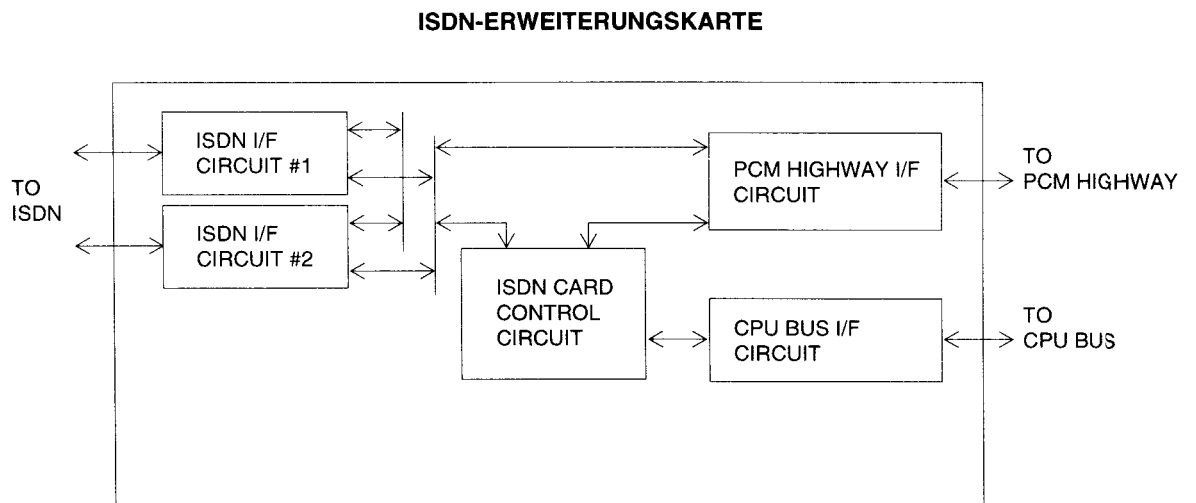 ISDN-ERWEITERUNGSKARTE
TO
ISDN
ISDN I/F
CIRCUIT #1
ISDN I/F
CIRCUIT #2
ISDN CARD
CONTROL
CIRCUIT
PCM HIGHWAY I/F
CIRCUIT
CPU BUS I/F
CIRCUIT
TO
PCM HIGHWAY
TO
CPU BUS